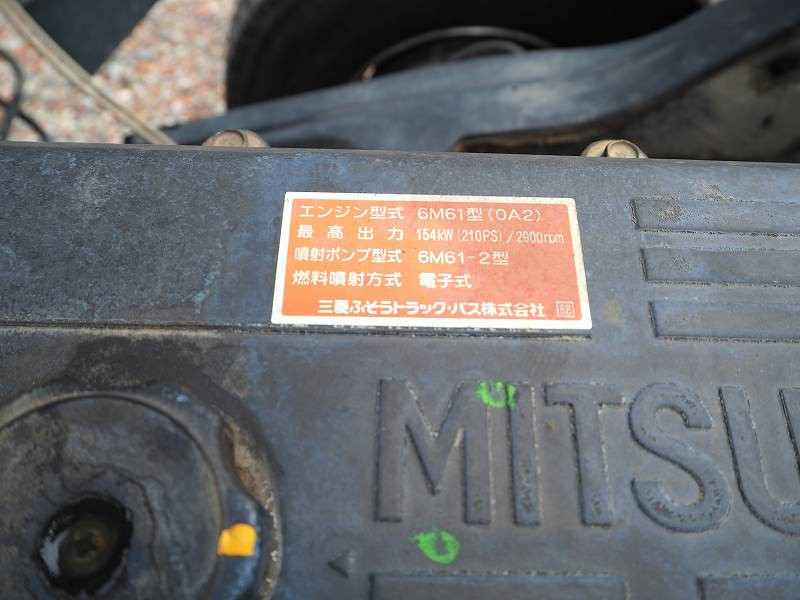 エンジン型式 6M61型(0A2)
最高出力 154kW(210PS)/2900rpm
噴射ポンプ型式 6M61-2型
燃料噴射方式 電子式
三菱ふそうトラック・バス株式会社
MITSU